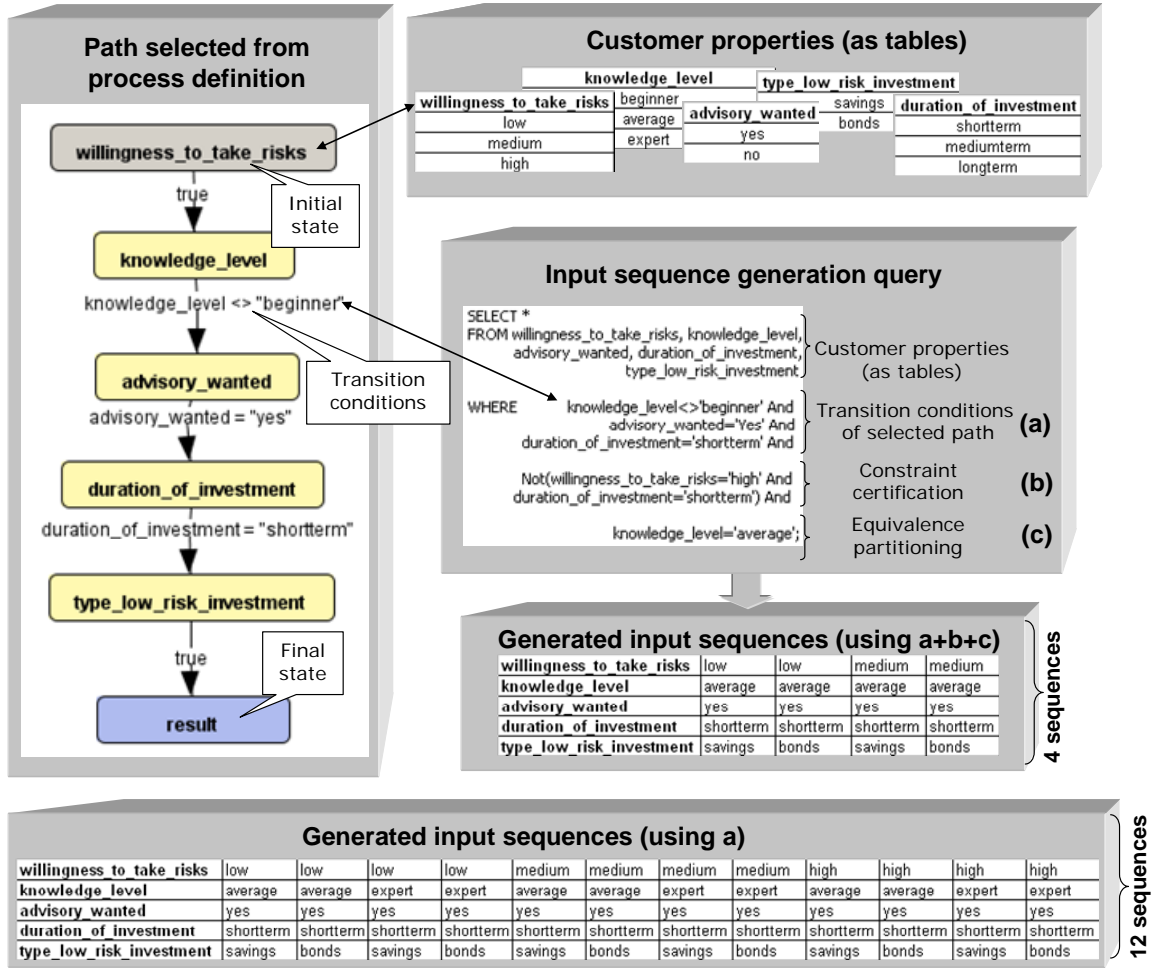 Path selected from
process definition
willingness_to_take_risks
true
Initial
state
knowledge_level
knowledge_level <> "beginner"
Transition
conditions
advisory_wanted
advisory_wanted = "yes"
duration_of_investment
duration_of_investment = "shortterm"
type_low_risk_investment
true
Final
state
result
Customer properties (as tables)
knowledge_level
beginner
average
expert
type_low_risk_investment
savings
bonds
willingness_to_take_risks
low
medium
high
advisory_wanted
yes
no
duration_of_investment
shortterm
mediumterm
longterm
Input sequence generation query
SELECT *
FROM willingness_to_take_risks, knowledge_level,
advisory_wanted, duration_of_investment,
type_low_risk_investment
Customer properties
(as tables)
WHERE knowledge_level<>'beginner' And
advisory_wanted='Yes' And
duration_of_investment='shortterm' And
Transition conditions
of selected path (a)
Not(willingness_to_take_risks='high' And
duration_of_investment='shortterm') And
Constraint
certification (b)
knowledge_level='average';
Equivalence
partitioning (c)
Generated input sequences (using a+b+c)
willingness_to_take_risks low low medium medium
knowledge_level average average average average
advisory_wanted yes yes yes yes
duration_of_investment shortterm shortterm shortterm shortterm
type_low_risk_investment savings bonds savings bonds
4 sequences
Generated input sequences (using a)
willingness_to_take_risks low low low low medium medium medium medium high high high high
knowledge_level average average expert expert average average expert expert average average expert expert
advisory_wanted yes yes yes yes yes yes yes yes yes yes yes yes
duration_of_investment shortterm shortterm shortterm shortterm shortterm shortterm shortterm shortterm shortterm shortterm shortterm shortterm
type_low_risk_investment savings bonds savings bonds savings bonds savings bonds savings bonds savings bonds
12 sequences